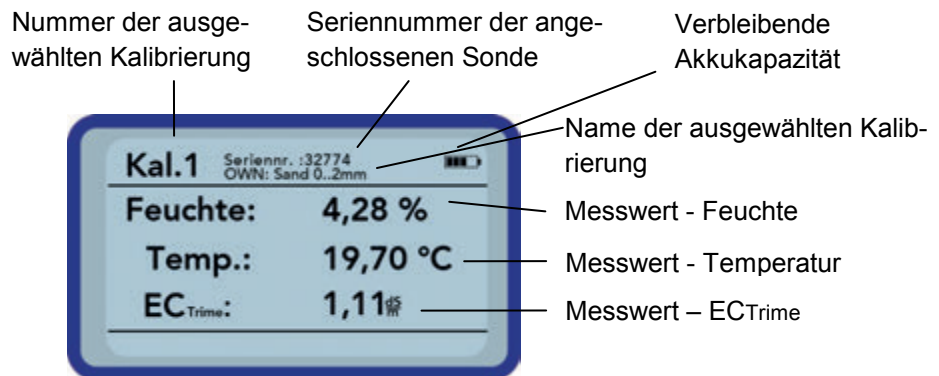 Nummer der ausge-
wählten Kalibrierung
Seriennummer der ange-
schlossenen Sonde
Verbleibende
Akkukapazität
Name der ausgewählten Kalib-
rierung
Kal.1
Seriennr. :32774
OWN: Sand 0..2mm
Feuchte: 4,28 %
Messwert - Feuchte
Temp.: 19,70 °C
Messwert - Temperatur
ECTrime: 1,11 dS/m
Messwert – ECTrime